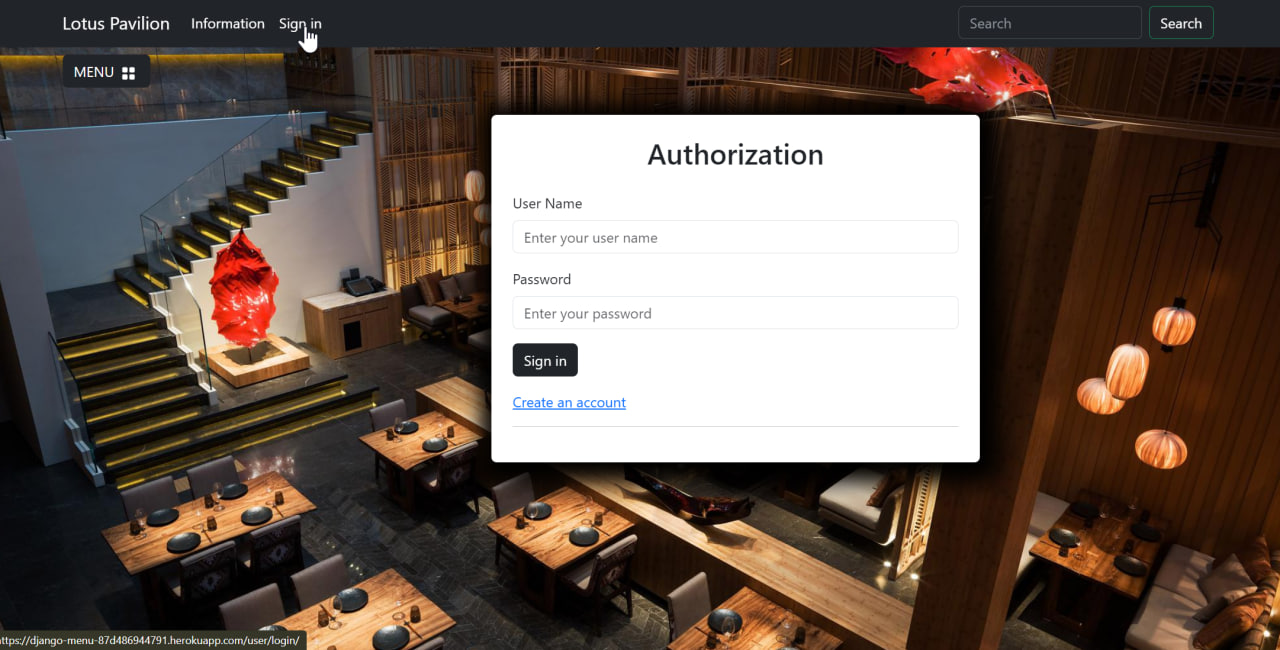 Lotus Pavilion Information Sign in Search Search
MENU
Authorization
User Name
Enter your user name
Password
Enter your password
Sign in
Create an account
ttps://django-menu-87d486944791.herokuapp.com/user/login/